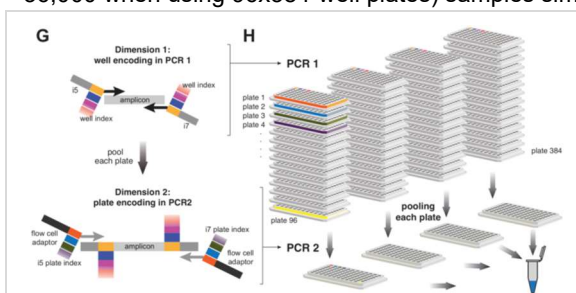 G
Dimension 1:
well encoding in PCR 1
i5
well index
amplicon
well index
i7
pool
each plate
Dimension 2:
plate encoding in PCR2
flow cell
adaptor
i5 plate index
amplicon
i7 plate index
flow cell
adaptor
H
PCR 1
plate 1
plate 2
plate 3
plate 4
plate 96
plate 384
pooling
each plate
PCR 2